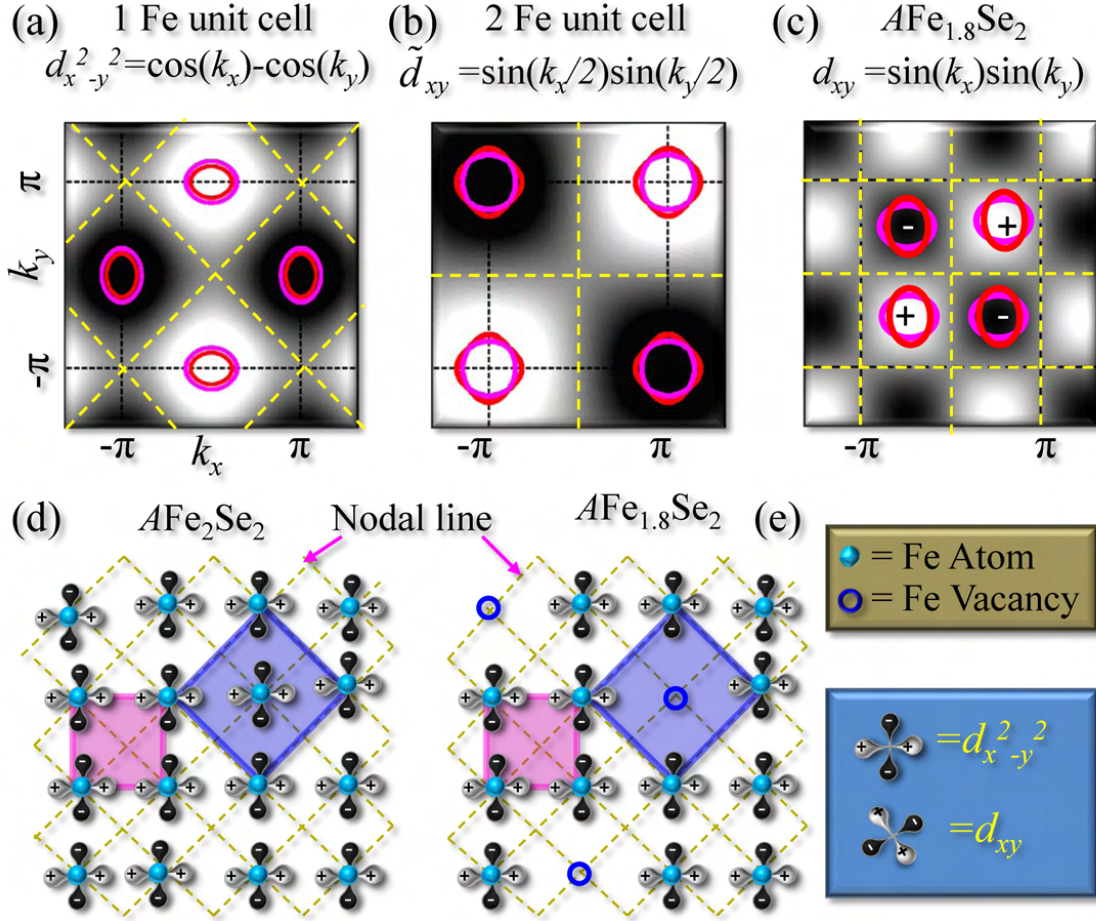 (a) 1 Fe unit cell
d_{x^2-y^2}=cos(k_x)-cos(k_y)
(b) 2 Fe unit cell
d̃_{xy}=sin(k_x/2)sin(k_y/2)
(c) AFe_{1.8}Se_2
d_{xy}=sin(k_x)sin(k_y)
π
k_y
-π
-π k_x π
-π π
- +
+ -
-π π
(d) AFe_2Se_2 Nodal line AFe_{1.8}Se_2 (e)
= Fe Atom
= Fe Vacancy
=d_{x^2-y^2}
=d_{xy}